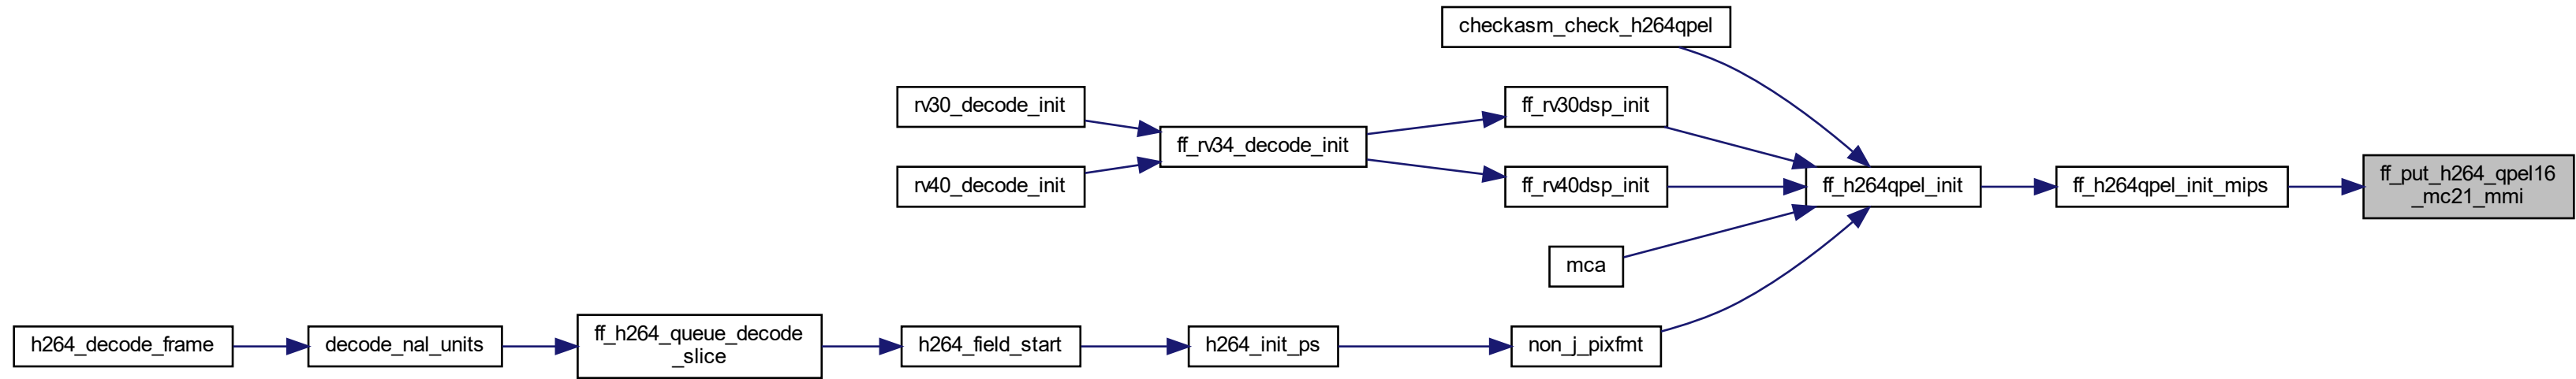 checkasm_check_h264qpel
rv30_decode_init
ff_rv30dsp_init
ff_rv34_decode_init
rv40_decode_init
ff_rv40dsp_init
ff_h264qpel_init
ff_h264qpel_init_mips
ff_put_h264_qpel16
_mc21_mmi
mca
h264_decode_frame
decode_nal_units
ff_h264_queue_decode
_slice
h264_field_start
h264_init_ps
non_j_pixfmt